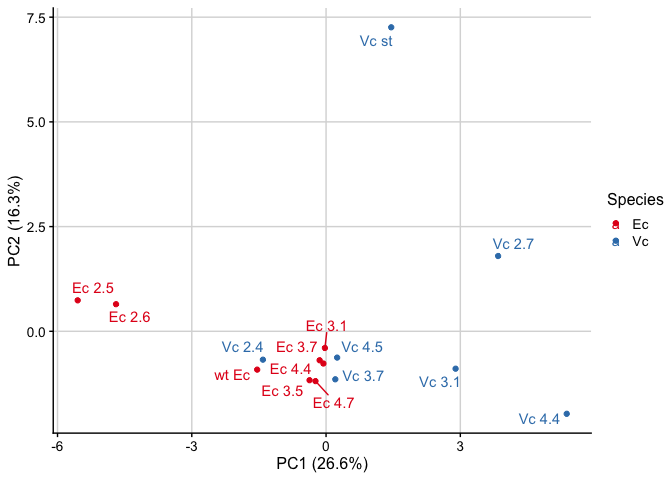 7.5
Vc st
5.0
PC2 (16.3%)
Species
a Ec
a Vc
2.5
Vc 2.7
Ec 2.5
Ec 2.6
0.0
Ec 3.1
Vc 2.4
Ec 3.7
Vc 4.5
wt Ec
Ec 4.4
Vc 3.7
Vc 3.1
Ec 3.5
Ec 4.7
Vc 4.4
-6
-3
0
3
PC1 (26.6%)